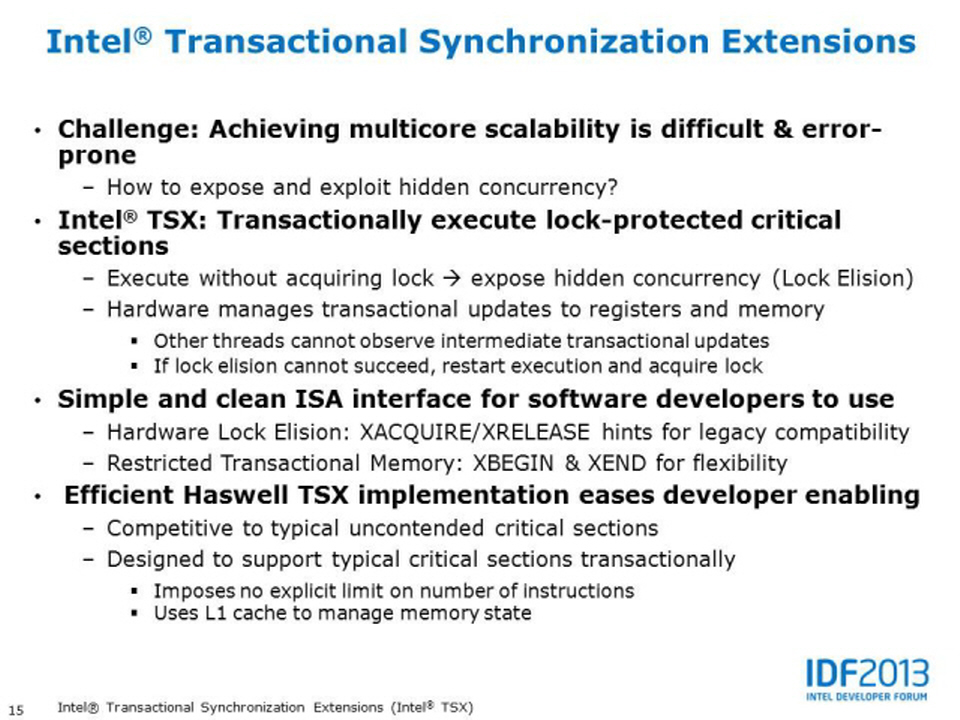 Intel® Transactional Synchronization Extensions
• Challenge: Achieving multicore scalability is difficult & error-
prone
– How to expose and exploit hidden concurrency?
• Intel® TSX: Transactionally execute lock-protected critical
sections
– Execute without acquiring lock → expose hidden concurrency (Lock Elision)
– Hardware manages transactional updates to registers and memory
▪ Other threads cannot observe intermediate transactional updates
▪ If lock elision cannot succeed, restart execution and acquire lock
• Simple and clean ISA interface for software developers to use
– Hardware Lock Elision: XACQUIRE/XRELEASE hints for legacy compatibility
– Restricted Transactional Memory: XBEGIN & XEND for flexibility
• Efficient Haswell TSX implementation eases developer enabling
– Competitive to typical uncontended critical sections
– Designed to support typical critical sections transactionally
▪ Imposes no explicit limit on number of instructions
▪ Uses L1 cache to manage memory state
IDF2013
INTEL DEVELOPER FORUM
15 Intel® Transactional Synchronization Extensions (Intel® TSX)